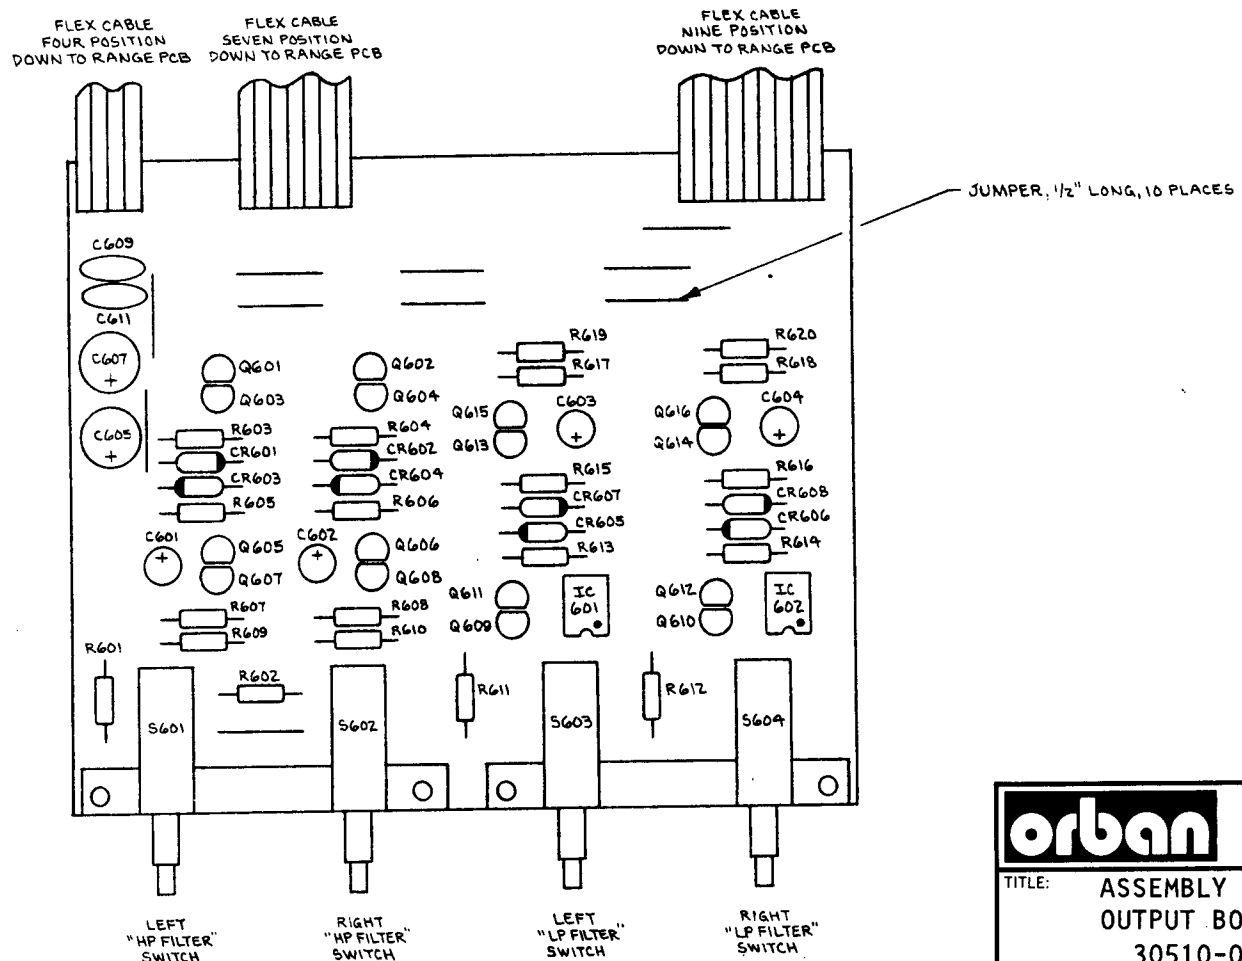 FLEX CABLE
FOUR POSITION
DOWN TO RANGE PCB
FLEX CABLE
SEVEN POSITION
DOWN TO RANGE PCB
FLEX CABLE
NINE POSITION
DOWN TO RANGE PCB
JUMPER, 1/2" LONG, 10 PLACES
C609
C611
C607
+
C605
+
Q601
Q603
Q602
Q604
R619
R617
R620
R618
Q615
Q613
C603
+
Q616
Q614
C604
+
R603
CR601
CR603
R605
R604
CR602
CR604
R606
R615
CR607
CR605
R613
R616
CR608
CR606
R614
C601
+
Q605
Q607
C602
+
Q606
Q608
Q611
Q609
IC
601
Q612
Q610
IC
602
R607
R609
R608
R610
R601
R602
R611
R612
S601
S602
S603
S604
LEFT
"HP FILTER"
SWITCH
RIGHT
"HP FILTER"
SWITCH
LEFT
"LP FILTER"
SWITCH
RIGHT
"LP FILTER"
SWITCH
orban
TITLE:
ASSEMBLY
OUTPUT BO
30510-0